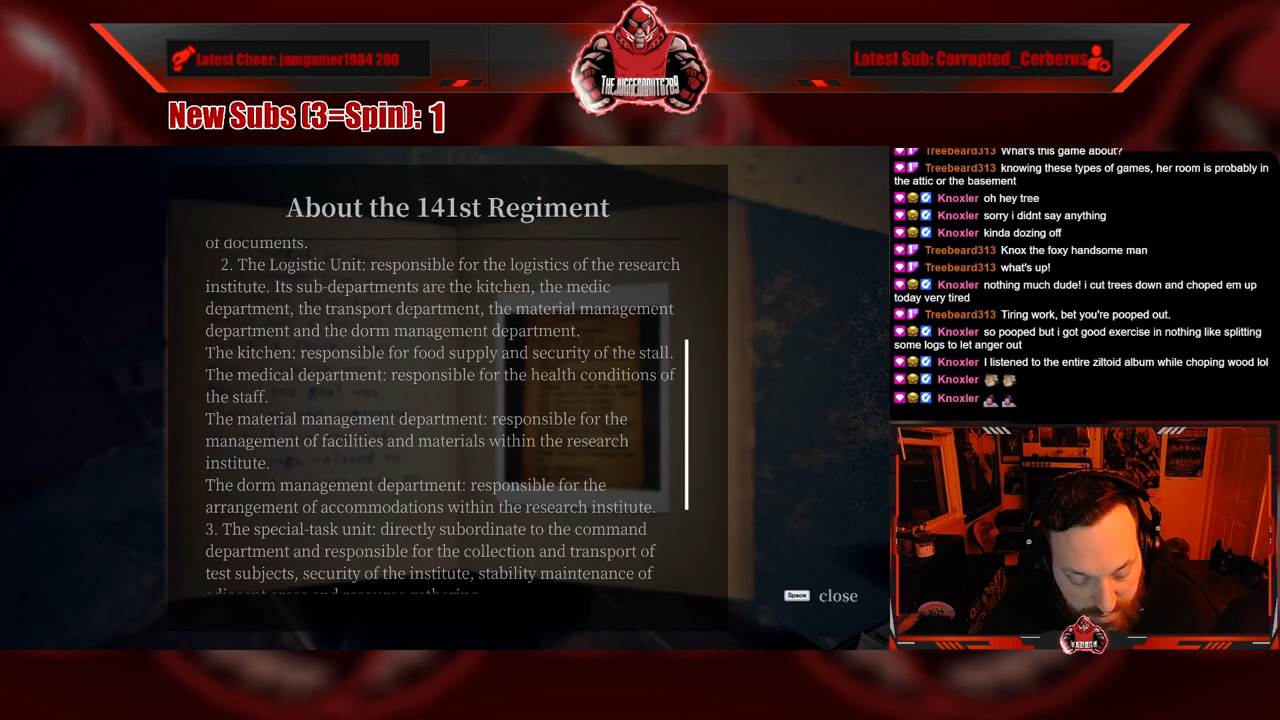 Latest Cheer: jamgamer1984 200
THEJUGGERNAUT6789
Latest Sub: Corrupted_Cerberus
New Subs (3=Spin): 1
About the 141st Regiment
of documents.
2. The Logistic Unit: responsible for the logistics of the research
institute. Its sub-departments are the kitchen, the medic
department, the transport department, the material management
department and the dorm management department.
The kitchen: responsible for food supply and security of the stall.
The medical department: responsible for the health conditions of
the staff.
The material management department: responsible for the
management of facilities and materials within the research
institute.
The dorm management department: responsible for the
arrangement of accommodations within the research institute.
3. The special-task unit: directly subordinate to the command
department and responsible for the collection and transport of
test subjects, security of the institute, stability maintenance of
adjacent areas and resource gathering.
Space close
Treebeard313 What's this game about?
Treebeard313 knowing these types of games, her room is probably in
the attic or the basement
Knoxler oh hey tree
Knoxler sorry i didnt say anything
Knoxler kinda dozing off
Treebeard313 Knox the foxy handsome man
Treebeard313 what's up!
Knoxler nothing much dude! i cut trees down and choped em up
today very tired
Treebeard313 Tiring work, bet you're pooped out.
Knoxler so pooped but i got good exercise in nothing like splitting
some logs to let anger out
Knoxler I listened to the entire ziltoid album while choping wood lol
Knoxler
Knoxler